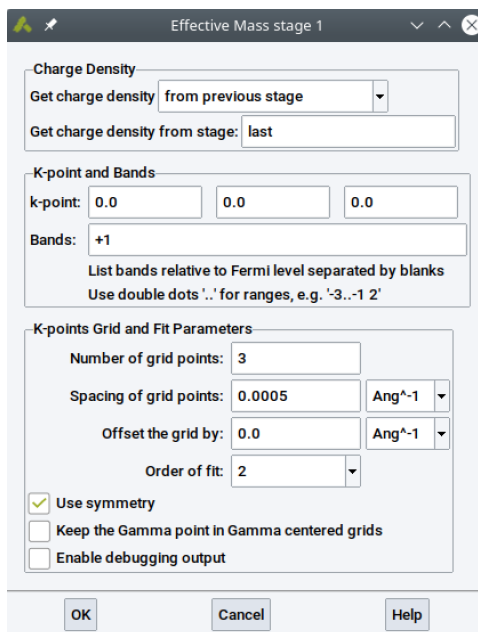 Effective Mass stage 1
Charge Density
Get charge density from previous stage
Get charge density from stage: last
K-point and Bands
k-point: 0.0 0.0 0.0
Bands: +1
List bands relative to Fermi level separated by blanks
Use double dots '..' for ranges, e.g. '-3..-1 2'
K-points Grid and Fit Parameters
Number of grid points: 3
Spacing of grid points: 0.0005 Ang^-1
Offset the grid by: 0.0 Ang^-1
Order of fit: 2
Use symmetry
Keep the Gamma point in Gamma centered grids
Enable debugging output
OK Cancel Help